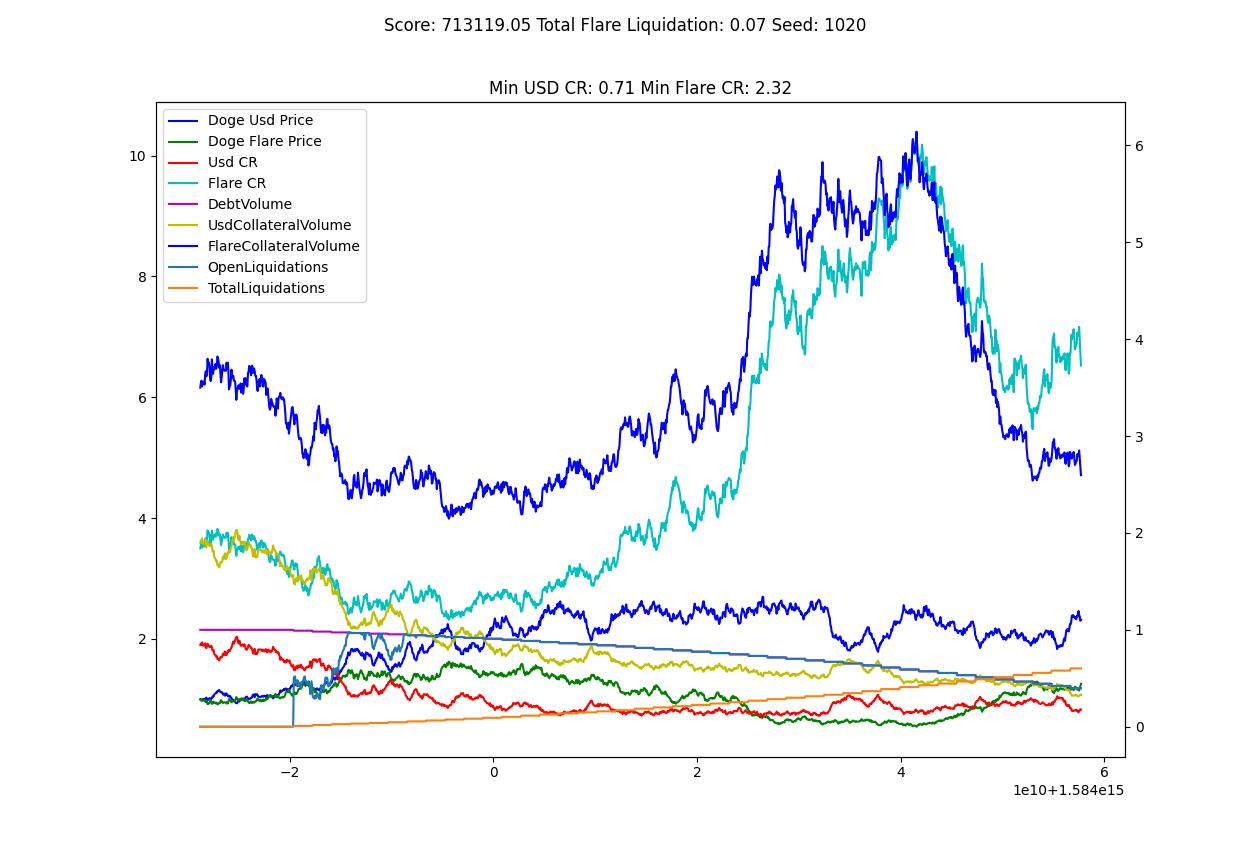 Score: 713119.05 Total Flare Liquidation: 0.07 Seed: 1020
Min USD CR: 0.71 Min Flare CR: 2.32
Doge Usd Price
Doge Flare Price
Usd CR
Flare CR
DebtVolume
UsdCollateralVolume
FlareCollateralVolume
OpenLiquidations
TotalLiquidations
10
8
6
4
2
6
5
4
3
2
1
0
−2
0
2
4
6
1e10+1.584e15